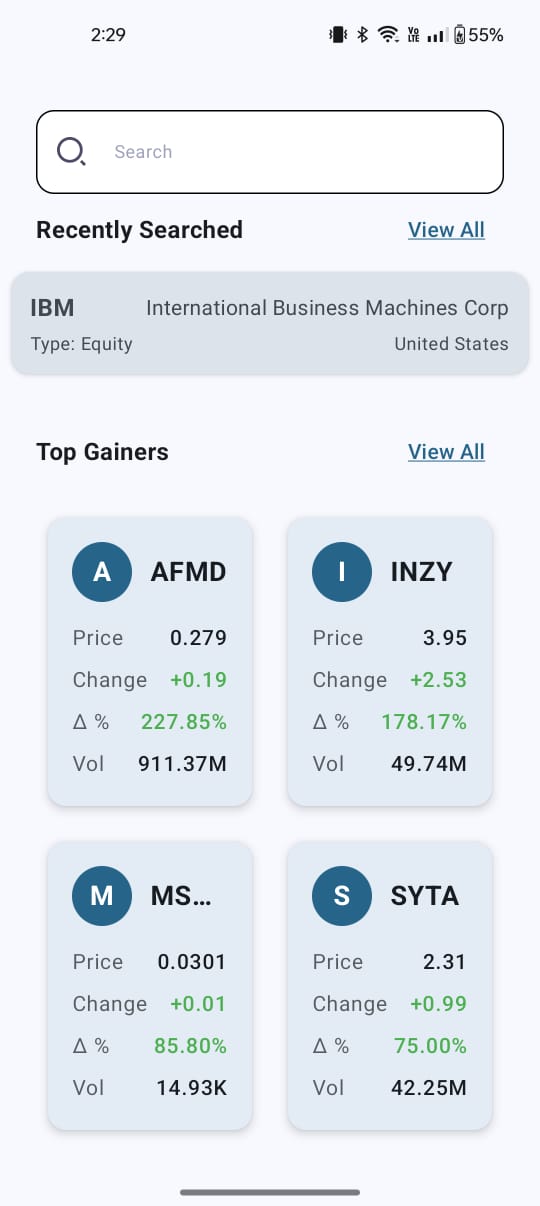 2:29 Vo LTE 55%
Search
Recently Searched View All
IBM International Business Machines Corp
Type: Equity United States
Top Gainers View All
A AFMD I INZY
Price 0.279 Price 3.95
Change +0.19 Change +2.53
Δ % 227.85% Δ % 178.17%
Vol 911.37M Vol 49.74M
M MS... S SYTA
Price 0.0301 Price 2.31
Change +0.01 Change +0.99
Δ % 85.80% Δ % 75.00%
Vol 14.93K Vol 42.25M